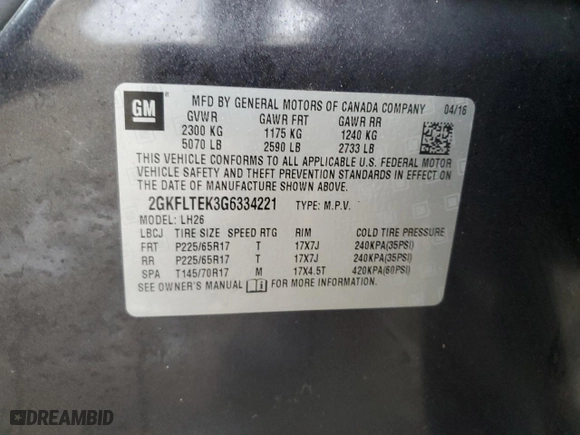 GM
MFD BY GENERAL MOTORS OF CANADA COMPANY 04/16
GVWR GAWR FRT GAWR RR
2300 KG 1175 KG 1240 KG
5070 LB 2590 LB 2733 LB
THIS VEHICLE CONFORMS TO ALL APPLICABLE U.S. FEDERAL MOTOR
VEHICLE SAFETY AND THEFT PREVENTION STANDARDS IN EFFECT ON
THE DATE OF MANUFACTURE SHOWN ABOVE.
2GKFLTEK3G6334221 TYPE: M.P.V.
MODEL: LH26
LBCJ TIRE SIZE SPEED RTG RIM COLD TIRE PRESSURE
FRT P225/65R17 T 17X7J 240KPA(35PSI)
RR P225/65R17 T 17X7J 240KPA(35PSI)
SPA T145/70R17 M 17X4.5T 420KPA(60PSI)
SEE OWNER'S MANUAL FOR MORE INFORMATION.
DREAMBID